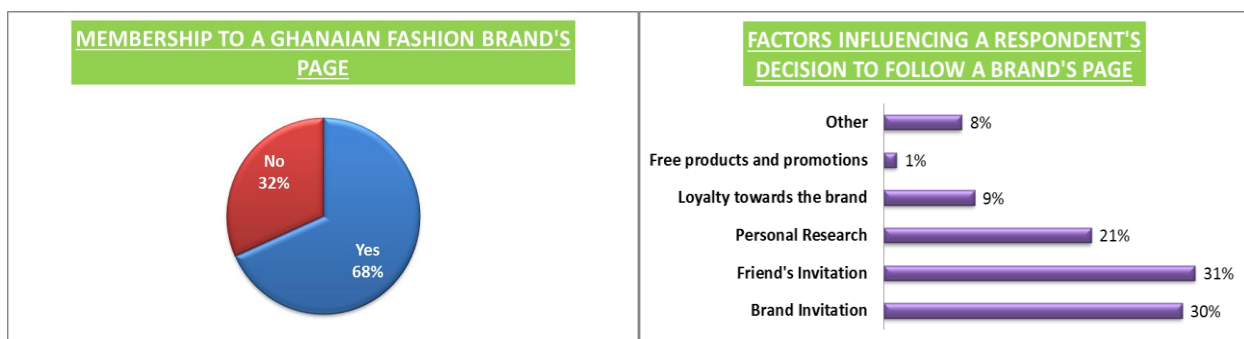 MEMBERSHIP TO A GHANAIAN FASHION BRAND'S
PAGE
No
32%
Yes
68%
FACTORS INFLUENCING A RESPONDENT'S
DECISION TO FOLLOW A BRAND'S PAGE
Other 8%
Free products and promotions 1%
Loyalty towards the brand 9%
Personal Research 21%
Friend's Invitation 31%
Brand Invitation 30%